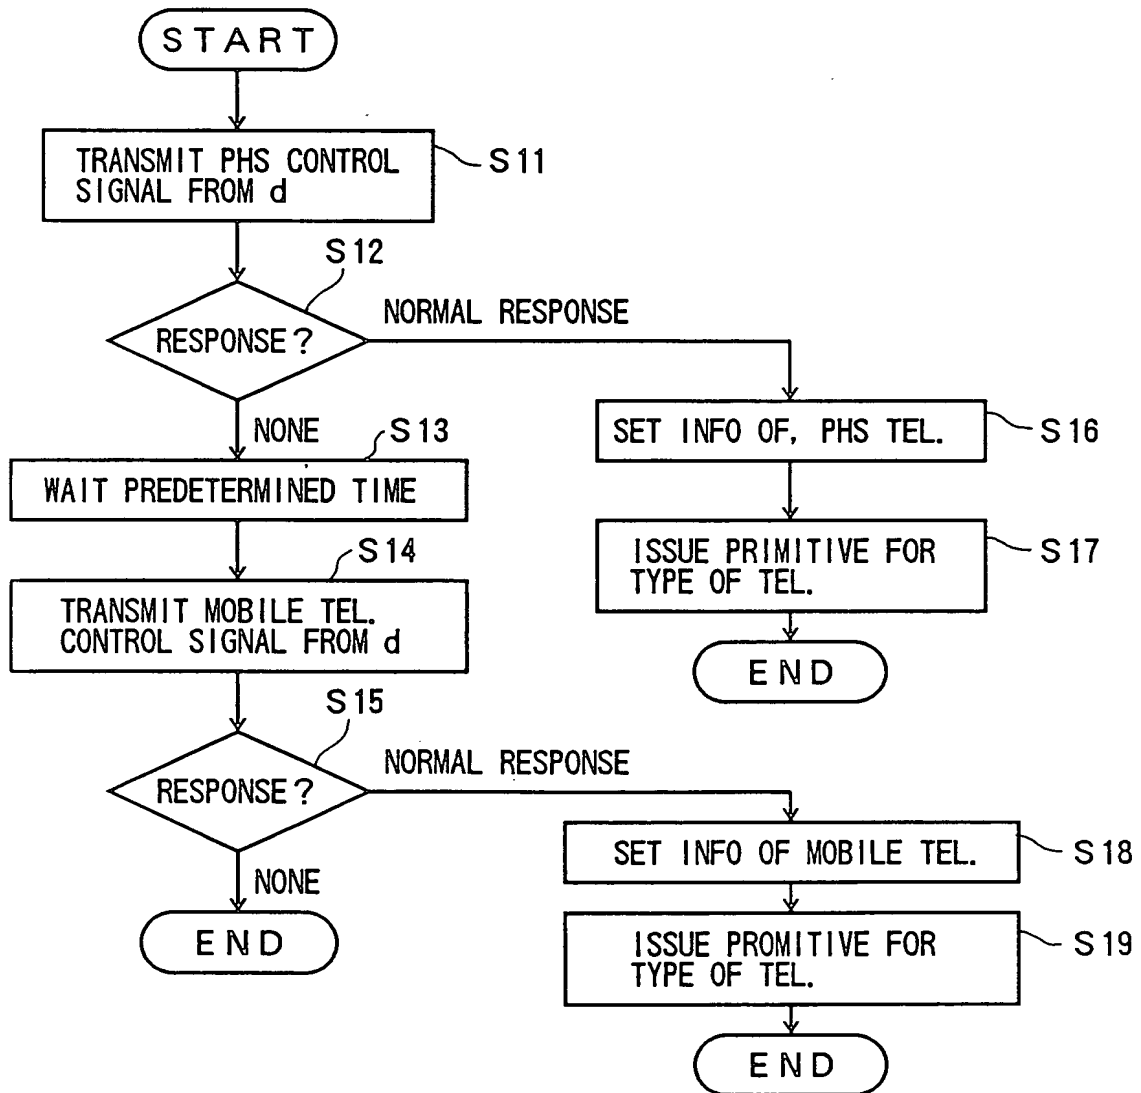 START
TRANSMIT PHS CONTROL
SIGNAL FROM d
S11
S12
RESPONSE?
NORMAL RESPONSE
NONE
S13
WAIT PREDETERMINED TIME
SET INFO OF, PHS TEL.
S16
S14
TRANSMIT MOBILE TEL.
CONTROL SIGNAL FROM d
ISSUE PRIMITIVE FOR
TYPE OF TEL.
S17
END
S15
RESPONSE?
NORMAL RESPONSE
NONE
SET INFO OF MOBILE TEL.
S18
END
ISSUE PROMITIVE FOR
TYPE OF TEL.
S19
END